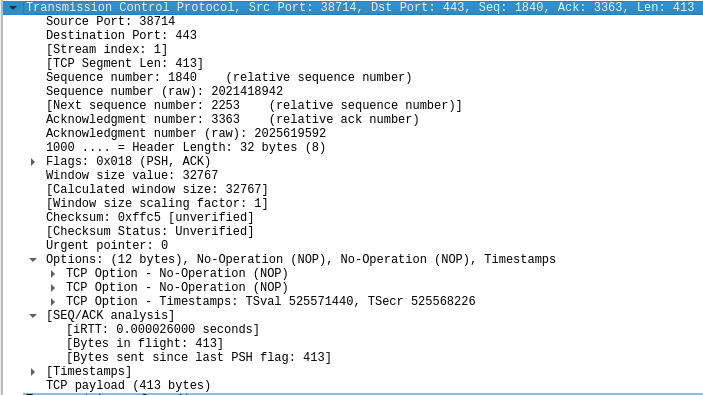 Transmission Control Protocol, Src Port: 38714, Dst Port: 443, Seq: 1840, Ack: 3363, Len: 413
Source Port: 38714
Destination Port: 443
[Stream index: 1]
[TCP Segment Len: 413]
Sequence number: 1840    (relative sequence number)
Sequence number (raw): 2021418942
[Next sequence number: 2253    (relative sequence number)]
Acknowledgment number: 3363    (relative ack number)
Acknowledgment number (raw): 2025619592
1000 .... = Header Length: 32 bytes (8)
Flags: 0x018 (PSH, ACK)
Window size value: 32767
[Calculated window size: 32767]
[Window size scaling factor: 1]
Checksum: 0xffc5 [unverified]
[Checksum Status: Unverified]
Urgent pointer: 0
Options: (12 bytes), No-Operation (NOP), No-Operation (NOP), Timestamps
TCP Option - No-Operation (NOP)
TCP Option - No-Operation (NOP)
TCP Option - Timestamps: TSval 525571440, TSecr 525568226
[SEQ/ACK analysis]
[iRTT: 0.000026000 seconds]
[Bytes in flight: 413]
[Bytes sent since last PSH flag: 413]
[Timestamps]
TCP payload (413 bytes)